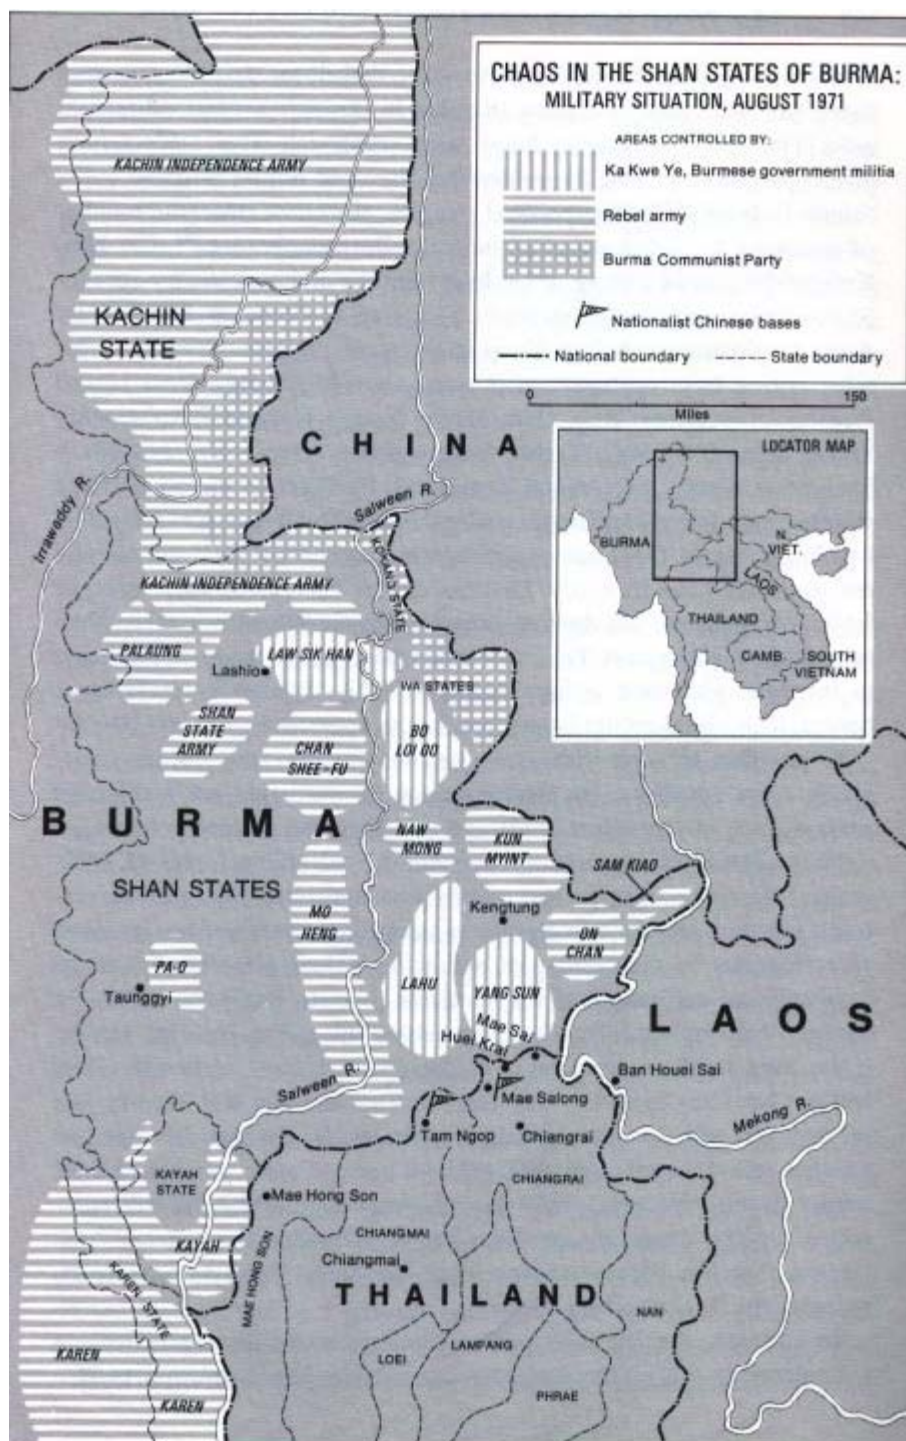 CHAOS IN THE SHAN STATES OF BURMA:
MILITARY SITUATION, AUGUST 1971
AREAS CONTROLLED BY:
Ka Kwe Ye, Burmese government militia
Rebel army
Burma Communist Party
Nationalist Chinese bases
National boundary
State boundary
0
150
Miles
LOCATOR MAP
BURMA
N.
VIET.
LAOS
THAILAND
CAMB.
SOUTH
VIETNAM
KACHIN INDEPENDENCE ARMY
KACHIN
STATE
CHINA
Irrawaddy R.
Salween R.
KOKANG STATE
KACHIN INDEPENDENCE ARMY
PALAUNG
Lashio
LAW SIK HAN
WA STATES
SHAN
STATE
ARMY
CHAN
SHEE-FU
BO
LOI OO
BURMA
NAW
MONG
KUN
MYINT
SAM KIAO
SHAN STATES
MO
HENG
Kengtung
ON
CHAN
PA-O
Taunggyi
LAHU
YANG SUN
LAOS
Mae Sai
Huei Krai
Salween R.
Ban Houei Sai
Mae Salong
Mekong R.
Tam Ngop
Chiangrai
KAYAH
STATE
Mae Hong Son
CHIANGRAI
KAYAH
MAE HONG SON
CHIANGMAI
Chiangmai
THAILAND
KAREN STATE
NAN
LAMPANG
LOEI
KAREN
PHRAE
KAREN